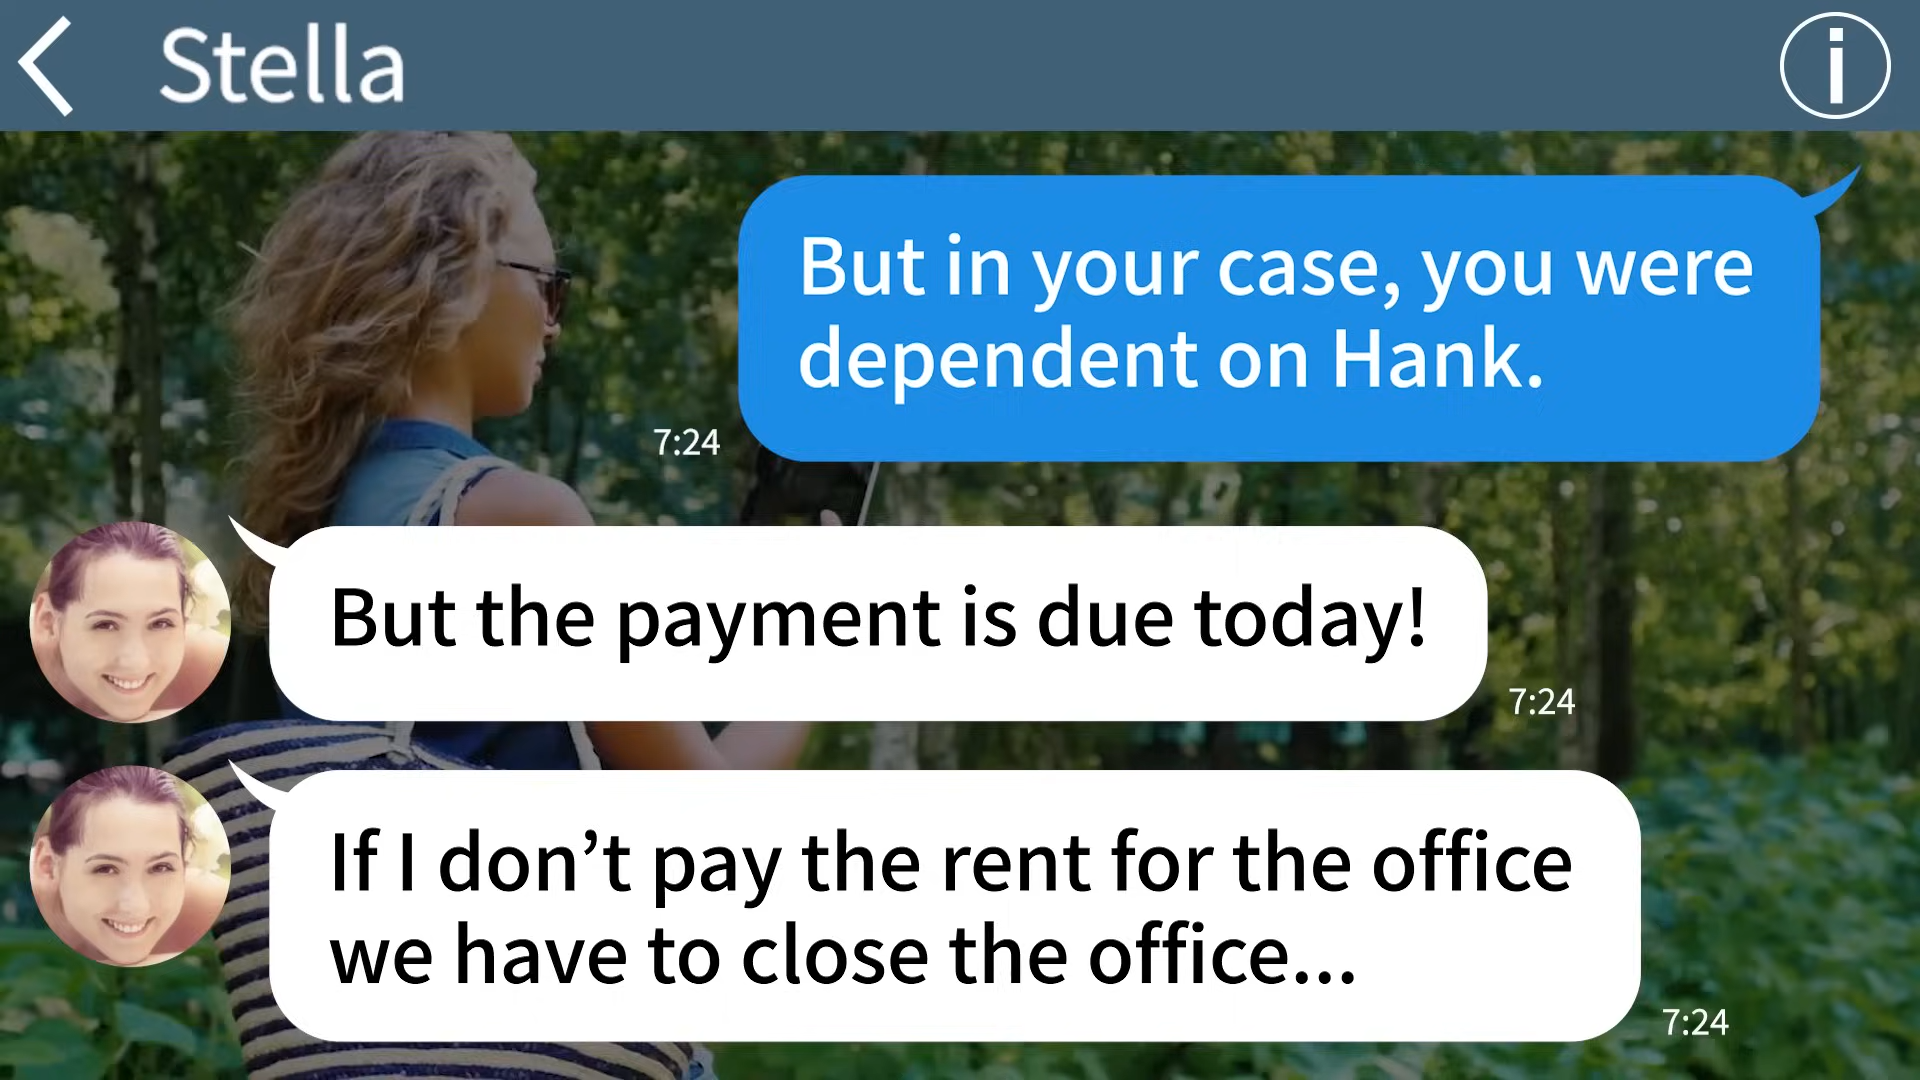 Stella
But in your case, you were
dependent on Hank.
7:24
But the payment is due today!
7:24
If I don’t pay the rent for the office
we have to close the office...
7:24